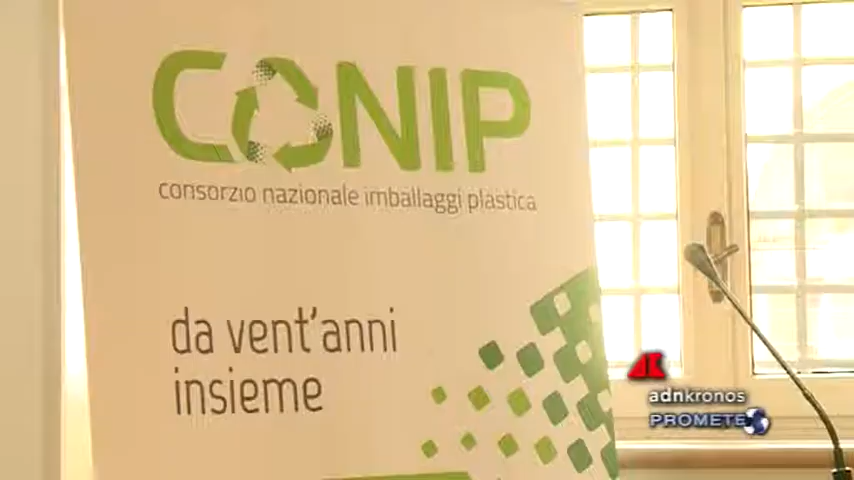 CONIP
consorzio nazionale imballaggi plastica
da vent'anni
insieme
adnkronos
PROMETEO